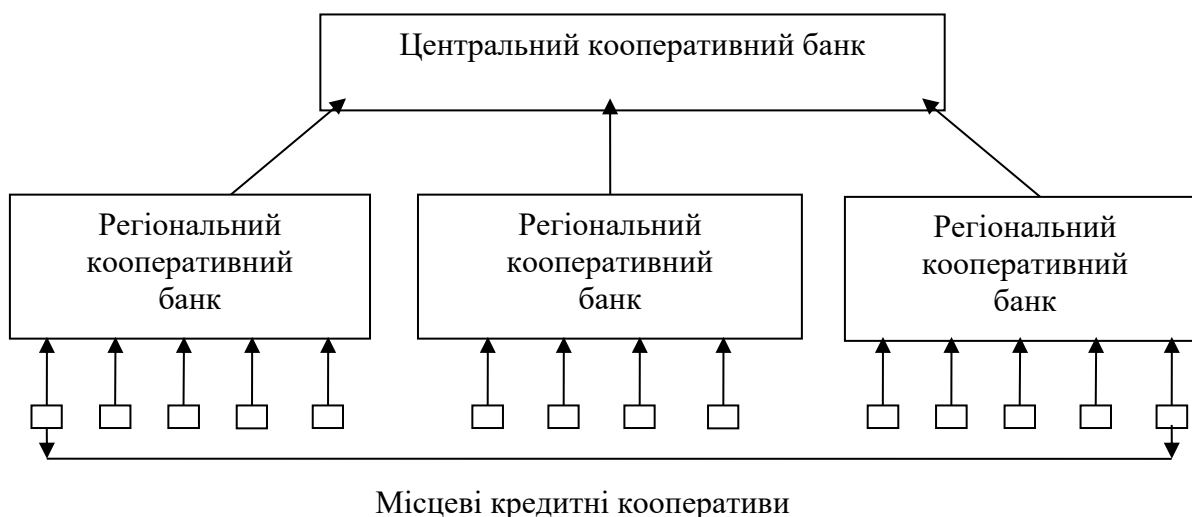 Центральний кооперативний банк
Регіональний
кооперативний
банк
Регіональний
кооперативний
банк
Регіональний
кооперативний
банк
Місцеві кредитні кооперативи